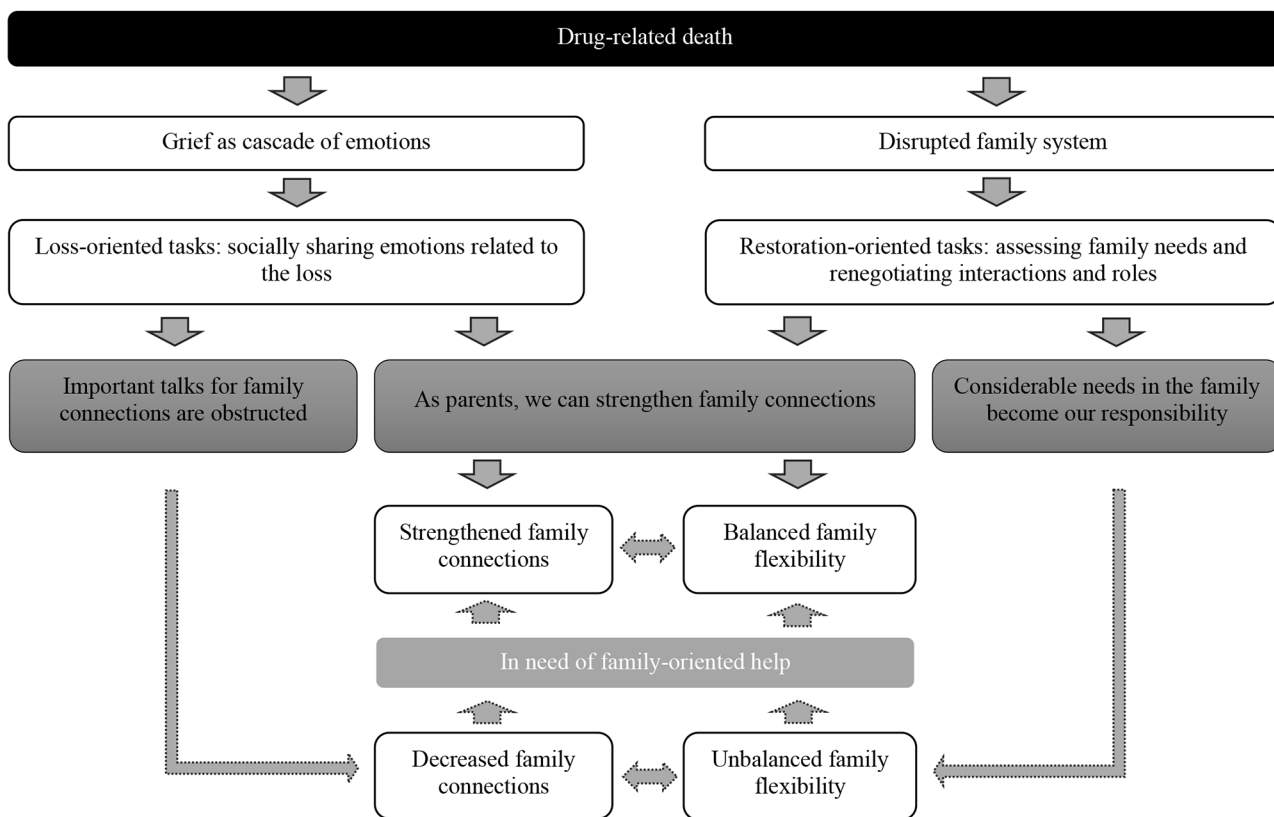 Drug-related death
Grief as cascade of emotions
Disrupted family system
Loss-oriented tasks: socially sharing emotions related to
the loss
Restoration-oriented tasks: assessing family needs and
renegotiating interactions and roles
Important talks for family
connections are obstructed
As parents, we can strengthen family connections
Considerable needs in the family
become our responsibility
Strengthened family
connections
Balanced family
flexibility
In need of family-oriented help
Decreased family
connections
Unbalanced family
flexibility